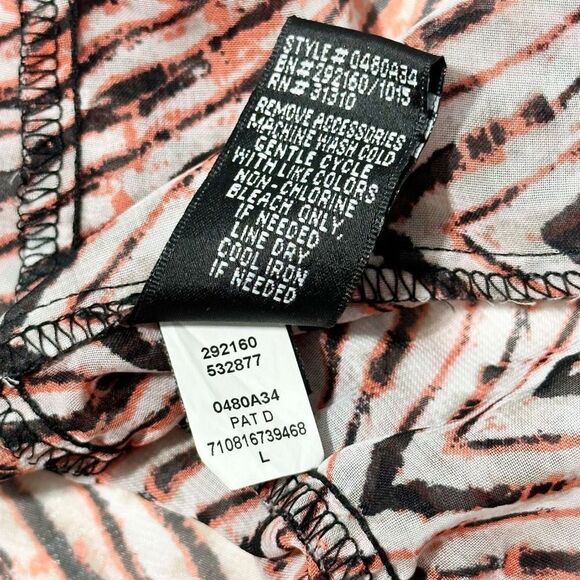 STYLE# 0480A34
BN#292160/1015
RN# 31310
REMOVE ACCESSORIES
MACHINE WASH COLD
GENTLE CYCLE
WITH LIKE COLORS
NON-CHLORINE
BLEACH ONLY,
IF NEEDED
LINE DRY
COOL IRON
IF NEEDED
292160
532877
0480A34
PAT D
710816739468
L